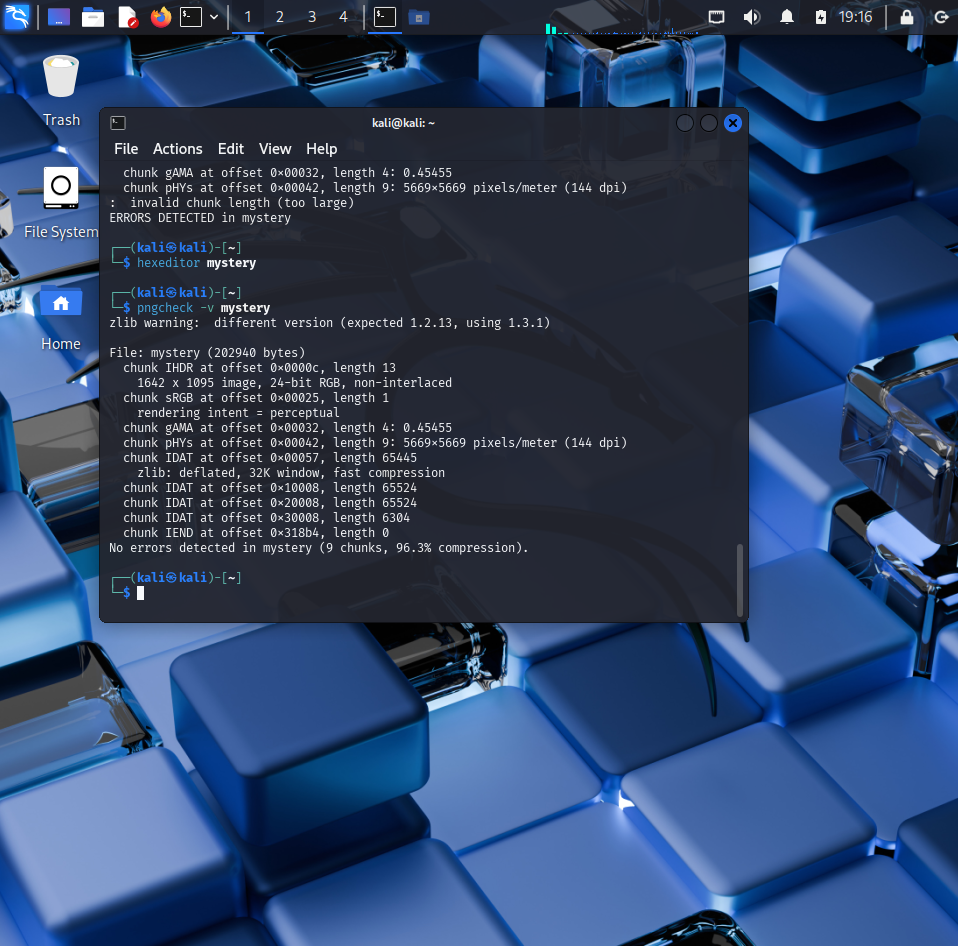 1 2 3 4 19:16
Trash
File System
Home
kali@kali: ~
File Actions Edit View Help
chunk gAMA at offset 0×00032, length 4: 0.45455
chunk pHYs at offset 0×00042, length 9: 5669×5669 pixels/meter (144 dpi)
:  invalid chunk length (too large)
ERRORS DETECTED in mystery
┌──(kali㉿kali)-[~]
└─$ hexeditor mystery
┌──(kali㉿kali)-[~]
└─$ pngcheck -v mystery
zlib warning:  different version (expected 1.2.13, using 1.3.1)
File: mystery (202940 bytes)
chunk IHDR at offset 0×0000c, length 13
1642 x 1095 image, 24-bit RGB, non-interlaced
chunk sRGB at offset 0×00025, length 1
rendering intent = perceptual
chunk gAMA at offset 0×00032, length 4: 0.45455
chunk pHYs at offset 0×00042, length 9: 5669×5669 pixels/meter (144 dpi)
chunk IDAT at offset 0×00057, length 65445
zlib: deflated, 32K window, fast compression
chunk IDAT at offset 0×10008, length 65524
chunk IDAT at offset 0×20008, length 65524
chunk IDAT at offset 0×30008, length 6304
chunk IEND at offset 0×318b4, length 0
No errors detected in mystery (9 chunks, 96.3% compression).
┌──(kali㉿kali)-[~]
└─$